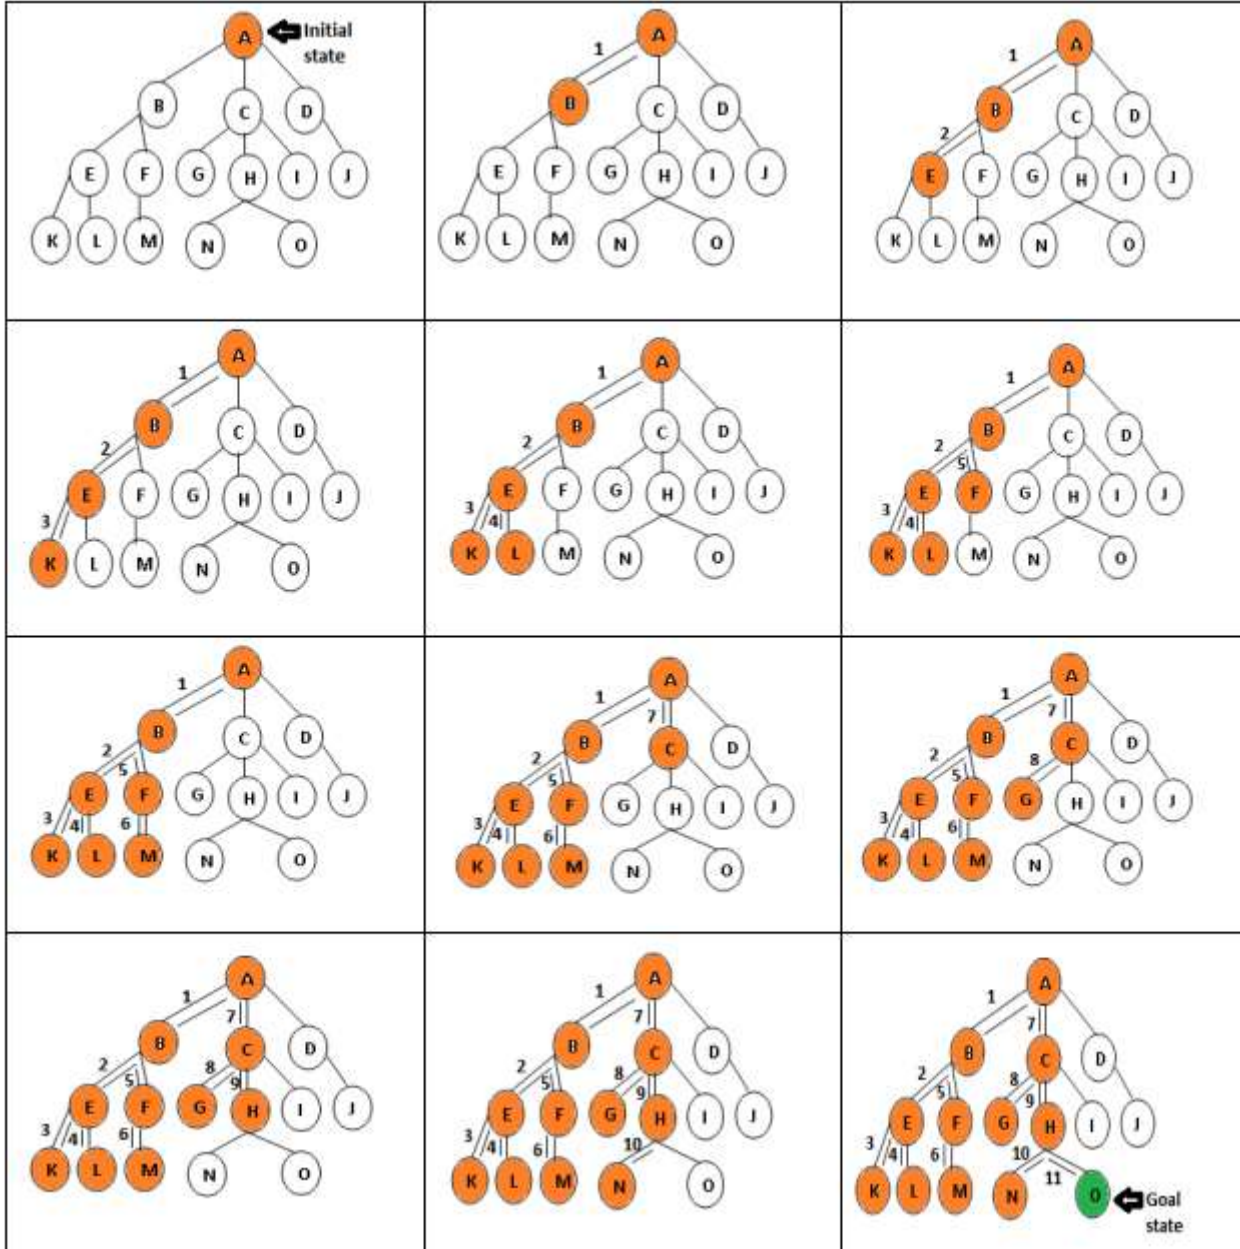 A Initial
state
B C D
E F G H I J
K L M N O
1 A
B C D
E F G H I J
K L M N O
1 A
B C D
2
E F G H I J
K L M N O
1 A
B C D
2
E F G H I J
3
K L M N O
1 A
B C D
2
E F G H I J
3 4
K L M N O
1 A
B C D
2 5
E F G H I J
3 4
K L M N O
1 A
B C D
2 5
E F G H I J
3 4 6
K L M N O
1 A
7
B C D
2 5
E F G H I J
3 4 6
K L M N O
1 A
7
B C D
2 5 8
E F G H I J
3 4 6
K L M N O
1 A
7
B C D
2 5 8 9
E F G H I J
3 4 6
K L M N O
1 A
7
B C D
2 5 8 9
E F G H I J
3 4 6 10
K L M N O
1 A
7
B C D
2 5 8 9
E F G H I J
3 4 6 10 11
K L M N O Goal
state